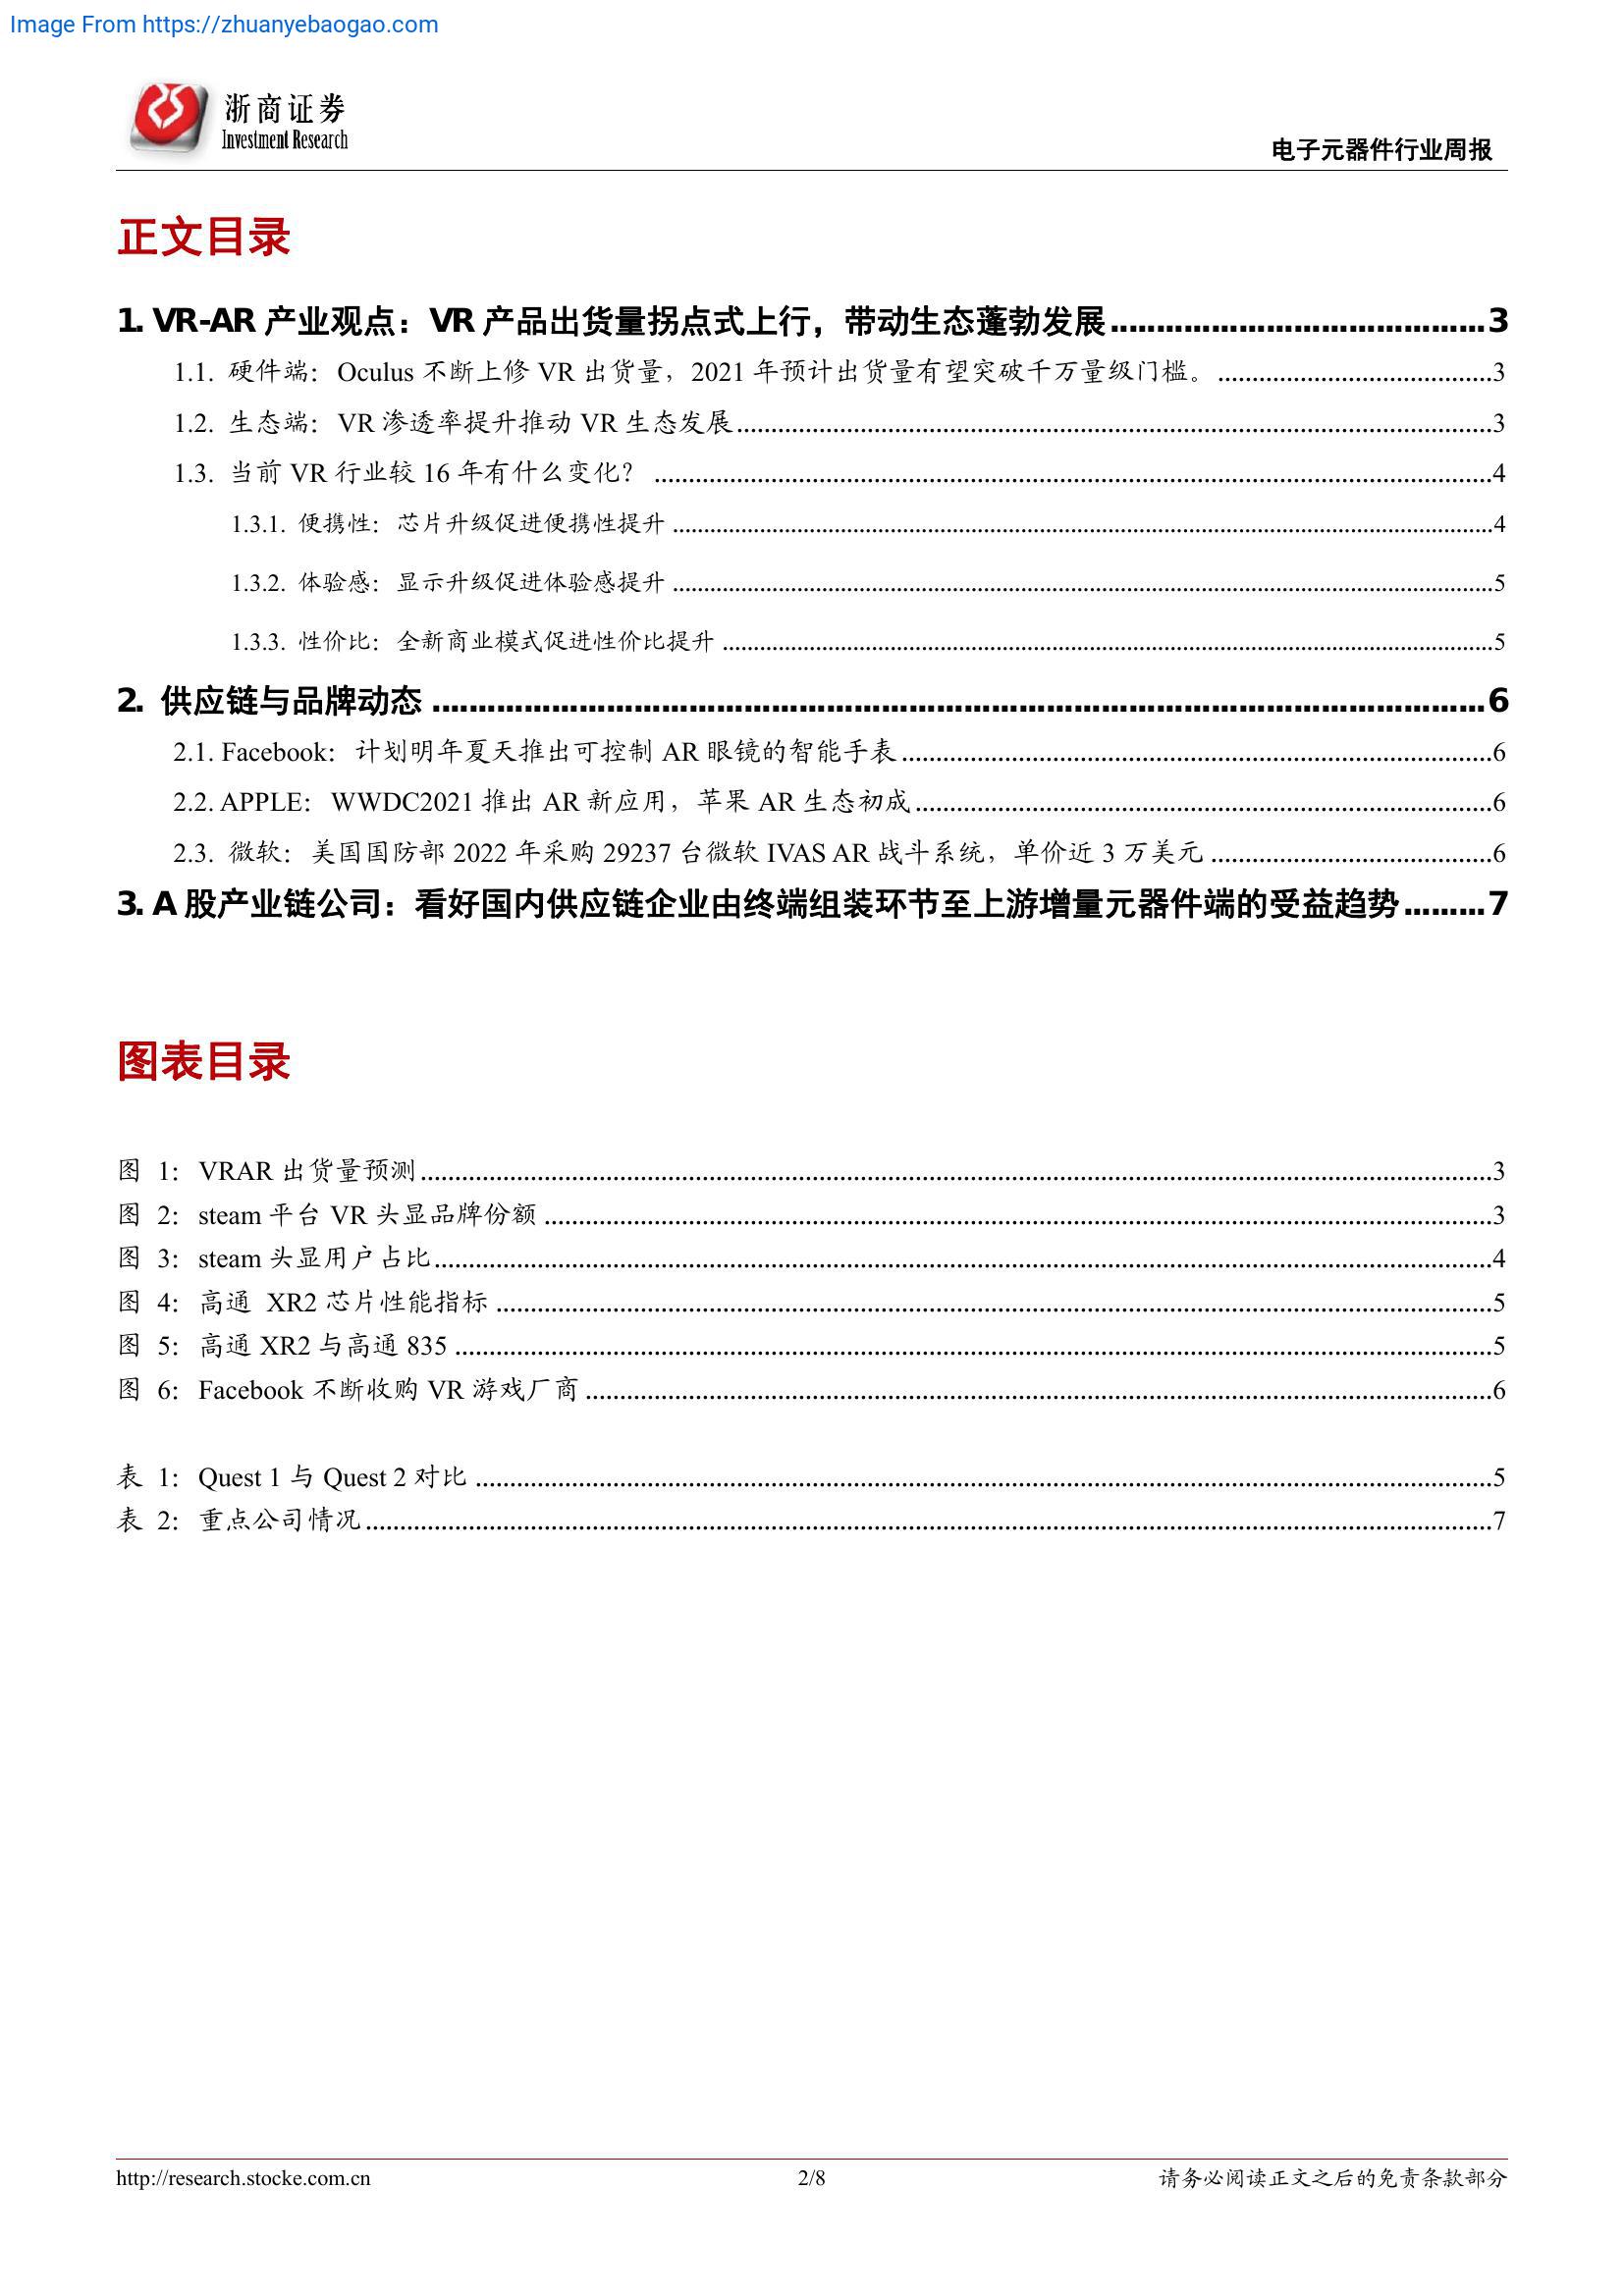 Image From https://zhuanyebaogao.com
浙商证券
Investment Research
电子元器件行业周报
正文目录
1. VR-AR 产业观点：VR 产品出货量拐点式上行，带动生态蓬勃发展........................................3
1.1. 硬件端：Oculus 不断上修 VR 出货量，2021 年预计出货量有望突破千万量级门槛。........................................3
1.2. 生态端：VR 渗透率提升推动 VR 生态发展........................................3
1.3. 当前 VR 行业较 16 年有什么变化？........................................4
1.3.1. 便携性：芯片升级促进便携性提升........................................4
1.3.2. 体验感：显示升级促进体验感提升........................................5
1.3.3. 性价比：全新商业模式促进性价比提升........................................5
2. 供应链与品牌动态........................................6
2.1. Facebook：计划明年夏天推出可控制 AR 眼镜的智能手表........................................6
2.2. APPLE：WWDC2021 推出 AR 新应用，苹果 AR 生态初成........................................6
2.3. 微软：美国国防部 2022 年采购 29237 台微软 IVAS AR 战斗系统，单价近 3 万美元........................................6
3. A 股产业链公司：看好国内供应链企业由终端组装环节至上游增量元器件端的受益趋势.........7
图表目录
图 1：VRAR 出货量预测........................................3
图 2：steam 平台 VR 头显品牌份额........................................3
图 3：steam 头显用户占比........................................4
图 4：高通 XR2 芯片性能指标........................................5
图 5：高通 XR2 与高通 835........................................5
图 6：Facebook 不断收购 VR 游戏厂商........................................6
表 1：Quest 1 与 Quest 2 对比........................................5
表 2：重点公司情况........................................7
http://research.stocke.com.cn
2/8
请务必阅读正文之后的免责条款部分